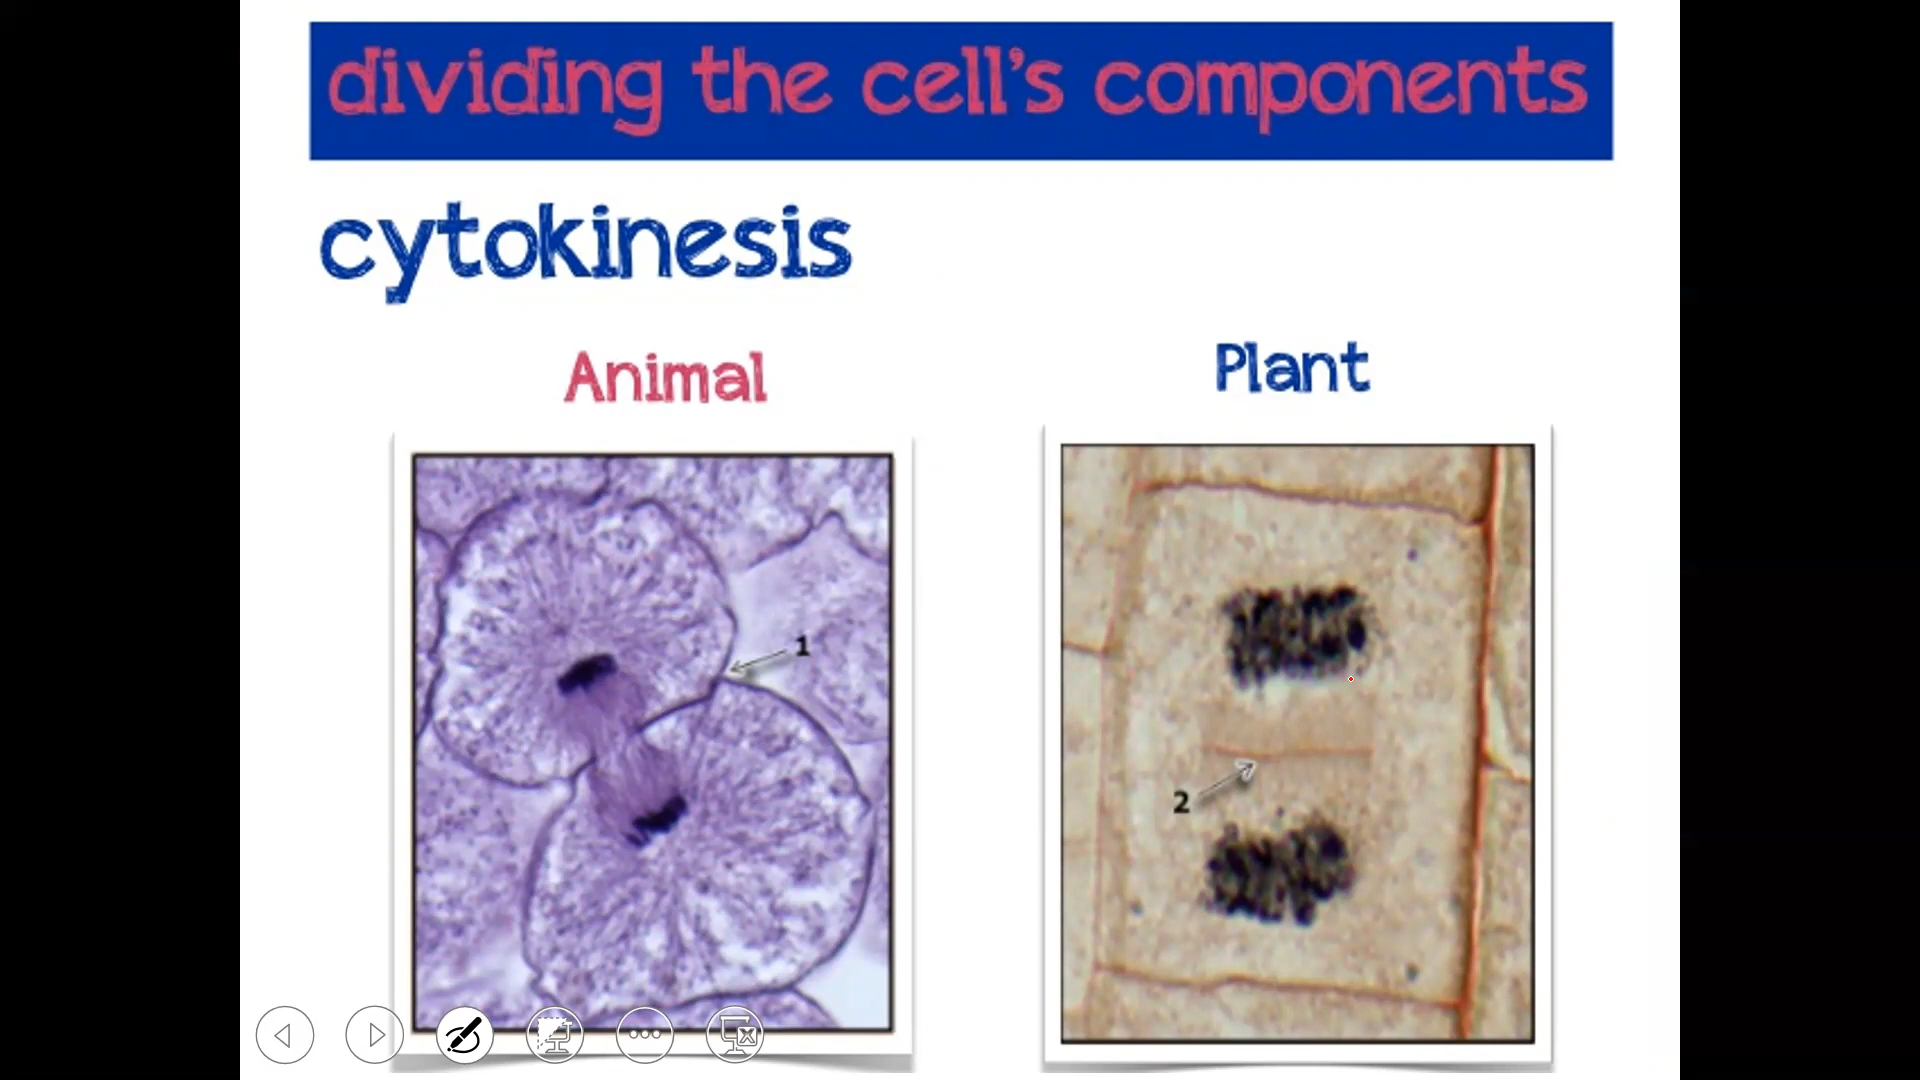 dividing the cell's components
cytokinesis
Animal
Plant
1
2